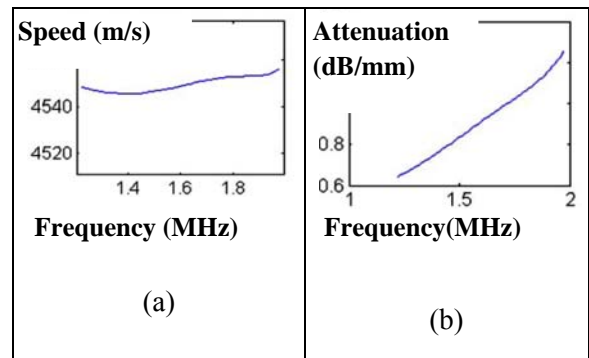 Speed (m/s)
4540
4520
1.4 1.6 1.8
Frequency (MHz)
(a)
Attenuation
(dB/mm)
0.8
0.6
1 1.5 2
Frequency(MHz)
(b)